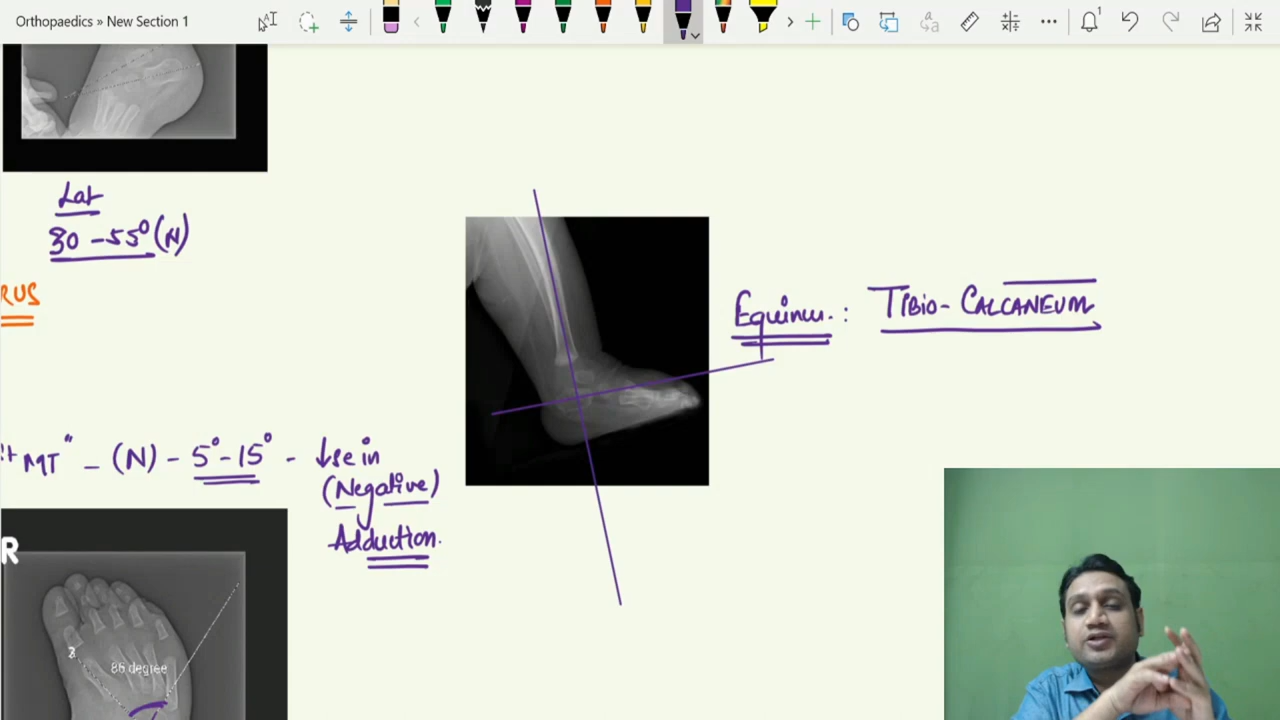 Orthopaedics » New Section 1
Lat
30 - 55° (N)
RUS
Equinus : TIBIO - CALCANEUM
MT" - (N) - 5° - 15° - ↓se in
(Negative)
Adduction.
R
86 degree